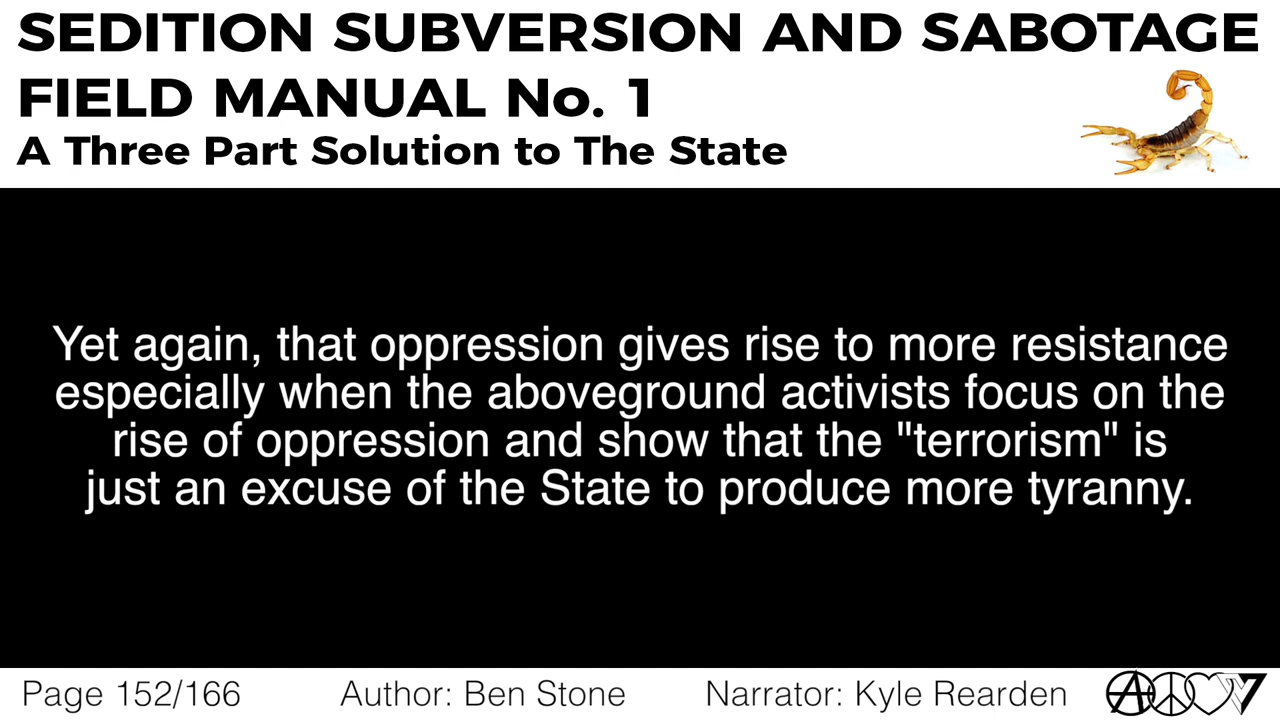 SEDITION SUBVERSION AND SABOTAGE
FIELD MANUAL No. 1
A Three Part Solution to The State
Yet again, that oppression gives rise to more resistance
especially when the aboveground activists focus on the
rise of oppression and show that the "terrorism" is
just an excuse of the State to produce more tyranny.
Page 152/166 Author: Ben Stone Narrator: Kyle Rearden